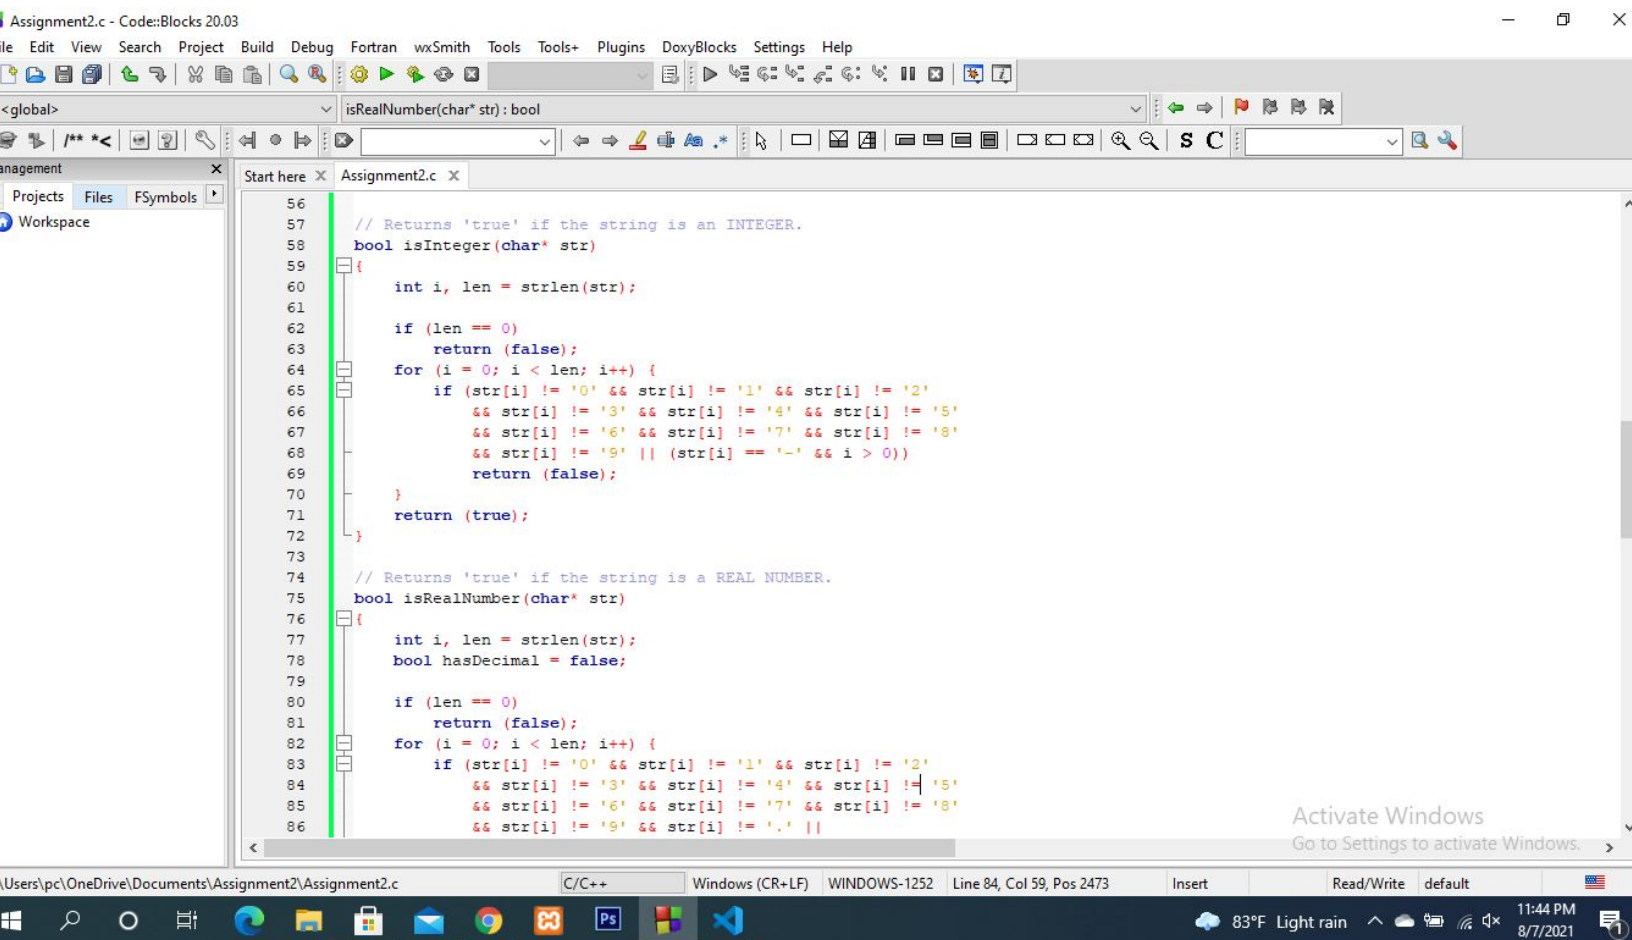 Assignment2.c - Code::Blocks 20.03
Edit View Search Project Build Debug Fortran wxSmith Tools Tools+ Plugins DoxyBlocks Settings Help
<global> isRealNumber(char* str) : bool
/** *< S C
Start here Assignment2.c
Projects Files FSymbols
Workspace
56
57 // Returns 'true' if the string is an INTEGER.
58 bool isInteger(char* str)
59 {
60 int i, len = strlen(str);
61
62 if (len == 0)
63 return (false);
64 for (i = 0; i < len; i++) {
65 if (str[i] != '0' && str[i] != '1' && str[i] != '2'
66 && str[i] != '3' && str[i] != '4' && str[i] != '5'
67 && str[i] != '6' && str[i] != '7' && str[i] != '8'
68 && str[i] != '9' || (str[i] == '-' && i > 0))
69 return (false);
70 }
71 return (true);
72 }
73
74 // Returns 'true' if the string is a REAL NUMBER.
75 bool isRealNumber(char* str)
76 {
77 int i, len = strlen(str);
78 bool hasDecimal = false;
79
80 if (len == 0)
81 return (false);
82 for (i = 0; i < len; i++) {
83 if (str[i] != '0' && str[i] != '1' && str[i] != '2'
84 && str[i] != '3' && str[i] != '4' && str[i] != '5'
85 && str[i] != '6' && str[i] != '7' && str[i] != '8'
86 && str[i] != '9' && str[i] != '.' ||
Activate Windows
Go to Settings to activate Windows.
\Users\pc\OneDrive\Documents\Assignment2\Assignment2.c C/C++ Windows (CR+LF) WINDOWS-1252 Line 84, Col 59, Pos 2473 Insert Read/Write default
Ps 83°F Light rain 11:44 PM
8/7/2021 1